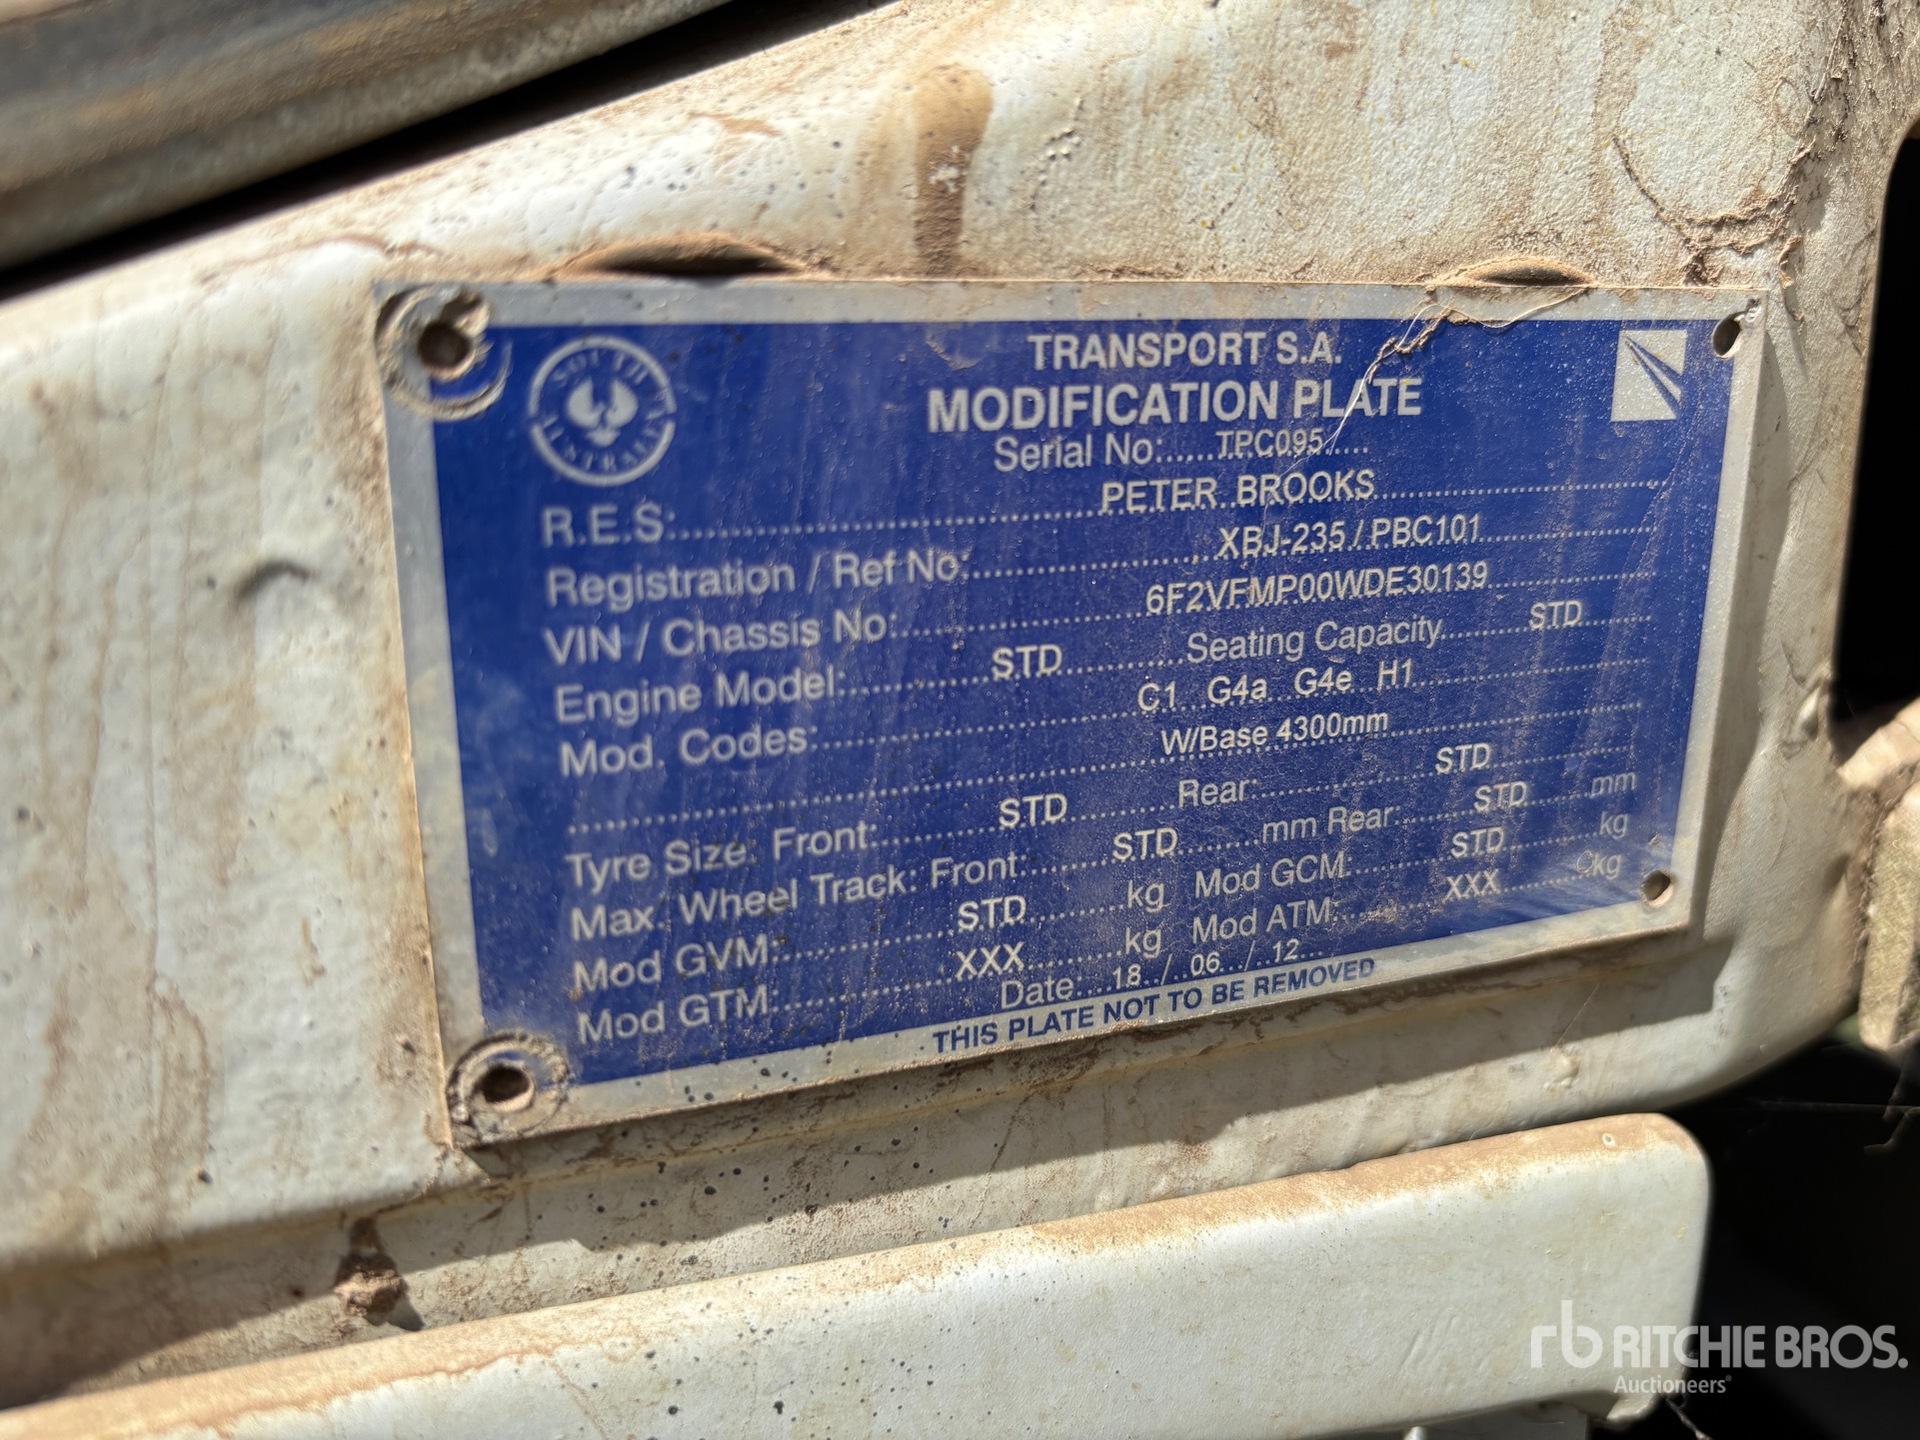 SOUTH AUSTRALIA
TRANSPORT S.A.
MODIFICATION PLATE
Serial No: TPC095
R.E.S: PETER BROOKS
Registration / Ref No: XBJ-235 / PBC101
VIN / Chassis No: 6F2VFMP00WDE30139
Engine Model: STD Seating Capacity STD
Mod. Codes: C1 G4a G4e H1
W/Base 4300mm
Tyre Size: Front: STD Rear: STD
Max. Wheel Track: Front: STD mm Rear: STD mm
Mod GVM: STD kg Mod GCM: STD kg
Mod GTM: XXX kg Mod ATM: XXX kg
Date 18 / 06 / 12
THIS PLATE NOT TO BE REMOVED
rb RITCHIE BROS.
Auctioneers